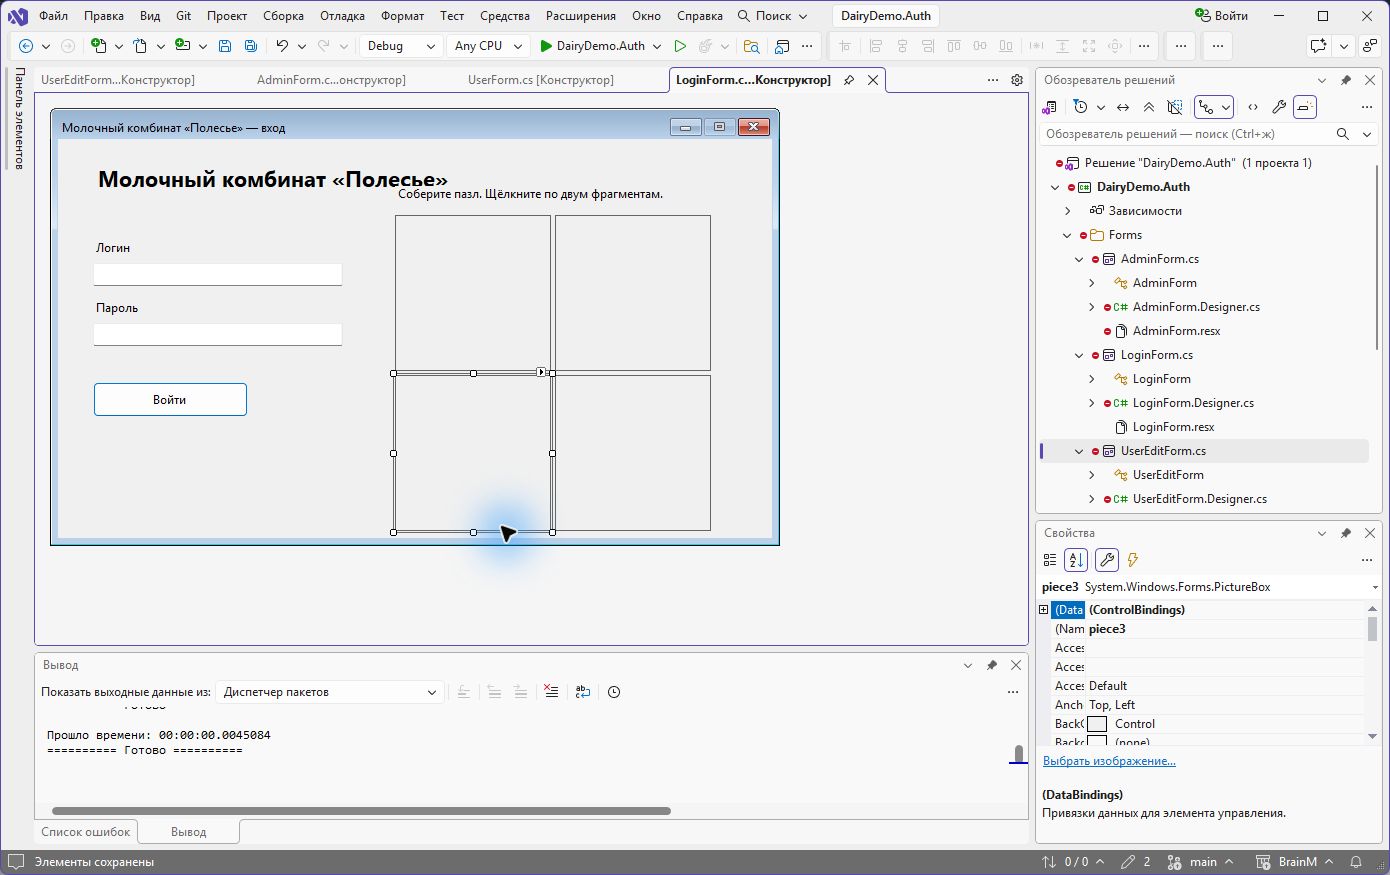 Файл Правка Вид Git Проект Сборка Отладка Формат Тест Средства Расширения Окно Справка Поиск DairyDemo.Auth Войти
Debug Any CPU DairyDemo.Auth
Панель элементов
UserEditForm...Конструктор] AdminForm.c...онструктор] UserForm.cs [Конструктор] LoginForm.c...Конструктор]
Молочный комбинат «Полесье» — вход
Молочный комбинат «Полесье»
Соберите пазл. Щёлкните по двум фрагментам.
Логин
Пароль
Войти
Вывод
Показать выходные данные из: Диспетчер пакетов
Прошло времени: 00:00:00.0045084
========== Готово ==========
Список ошибок Вывод
Обозреватель решений
Обозреватель решений — поиск (Ctrl+ж)
Решение "DairyDemo.Auth" (1 проекта 1)
DairyDemo.Auth
Зависимости
Forms
AdminForm.cs
AdminForm
C# AdminForm.Designer.cs
AdminForm.resx
LoginForm.cs
LoginForm
C# LoginForm.Designer.cs
LoginForm.resx
UserEditForm.cs
UserEditForm
C# UserEditForm.Designer.cs
Свойства
piece3 System.Windows.Forms.PictureBox
(Data (ControlBindings)
(Nam piece3
Acces
Acces
Acces Default
Anch Top, Left
BackC Control
Backc (none)
Выбрать изображение...
(DataBindings)
Привязки данных для элемента управления.
Элементы сохранены 0 / 0 2 main BrainM